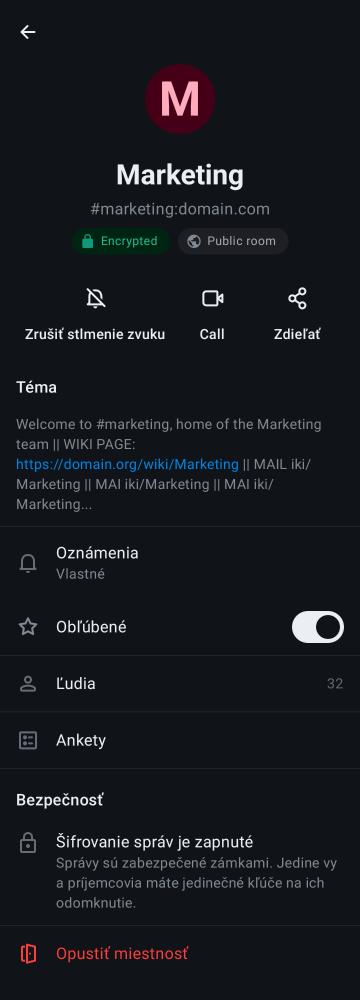 M
Marketing
#marketing:domain.com
Encrypted
Public room
Zrušiť stlmenie zvuku
Call
Zdieľať
Téma
Welcome to #marketing, home of the Marketing
team || WIKI PAGE:
https://domain.org/wiki/Marketing || MAIL iki/
Marketing || MAI iki/Marketing || MAI iki/
Marketing...
Oznámenia
Vlastné
Obľúbené
Ľudia
32
Ankety
Bezpečnosť
Šifrovanie správ je zapnuté
Správy sú zabezpečené zámkami. Jedine vy
a príjemcovia máte jedinečné kľúče na ich
odomknutie.
Opustiť miestnosť